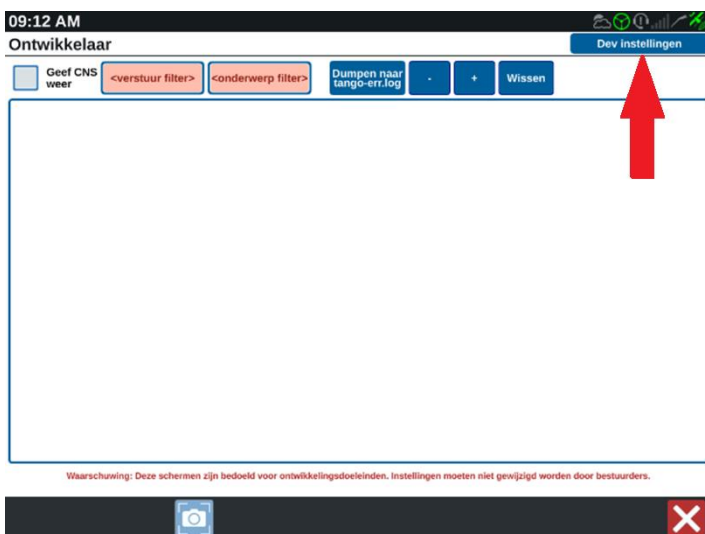 09:12 AM
Ontwikkelaar
Dev instellingen
Geef CNS
weer
<verstuur filter>
<onderwerp filter>
Dumpen naar
tango-err.log
-
+
Wissen
Waarschuwing: Deze schermen zijn bedoeld voor ontwikkelingsdoeleinden. Instellingen moeten niet gewijzigd worden door bestuurders.